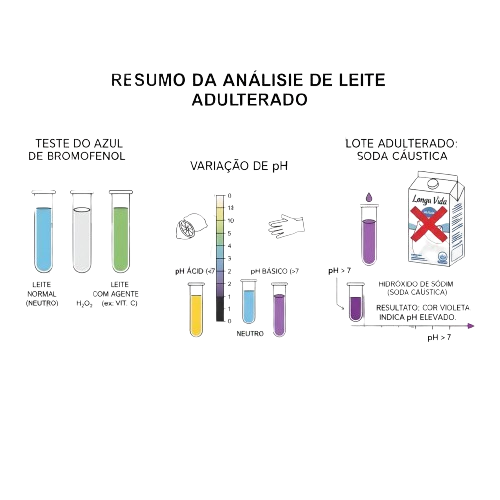 RESUMO DA ANÁLISIE DE LEITE
ADULTERADO
TESTE DO AZUL
DE BROMOFENOL
LEITE
NORMAL
(NEUTRO)
H₂O₂
LEITE
COM AGENTE
(ex: VIT. C)
VARIAÇÃO DE pH
0
13
10
5
4
3
2
1
1
0
pH ÁCID (<7
pH BÁSICO (>7
NEUTRO
LOTE ADULTERADO:
SODA CÁUSTICA
Longa Vida
pH > 7
HIDRÓXIDO DE SÓDIM
(SODA CÁUSTICA)
RESULTADO: COR VIOLETA
INDICA pH ELEVADO.
pH > 7